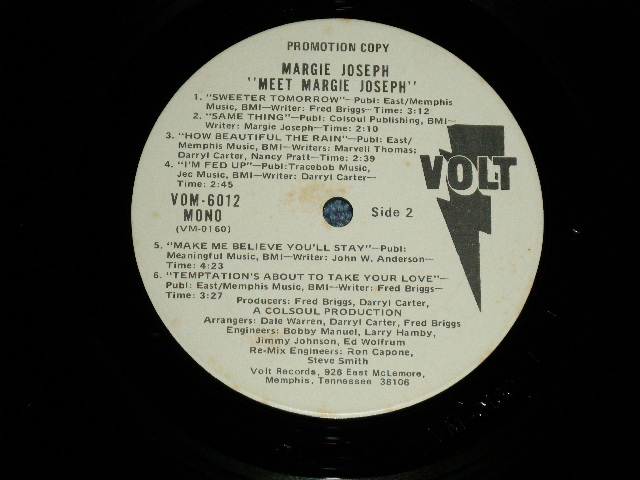 PROMOTION COPY
MARGIE JOSEPH
"MEET MARGIE JOSEPH"
1. "SWEETER TOMORROW"—Publ: East/Memphis
Music, BMI—Writer: Fred Briggs—Time: 3:12
2. "SAME THING"—Publ: Colsoul Publishing, BMI—
Writer: Margie Joseph—Time: 2:10
3. "HOW BEAUTIFUL THE RAIN"—Publ: East/
Memphis Music, BMI—Writers: Marvell Thomas;
Darryl Carter, Nancy Pratt—Time: 2:39
4. "I'M FED UP"—Publ:Tracebob Music,
Jec Music, BMI—Writer: Darryl Carter—
Time: 2:45
VOLT
VOM-6012
MONO
(VM-0160)
Side 2
5. "MAKE ME BELIEVE YOU'LL STAY"—Publ:
Meaningful Music, BMI—Writer: John W. Anderson—
Time: 4:23
6. "TEMPTATION'S ABOUT TO TAKE YOUR LOVE"—
Publ: East/Memphis Music, BMI—Writer: Fred Briggs—
Time: 3:27
Producers: Fred Briggs, Darryl Carter,
A COLSOUL PRODUCTION
Arrangers: Dale Warren, Darryl Carter, Fred Briggs
Engineers: Bobby Manuel, Larry Hamby,
Jimmy Johnson, Ed Wolfrum
Re-Mix Engineers: Ron Capone,
Steve Smith
Volt Records, 926 East McLemore,
Memphis, Tennessee 38106